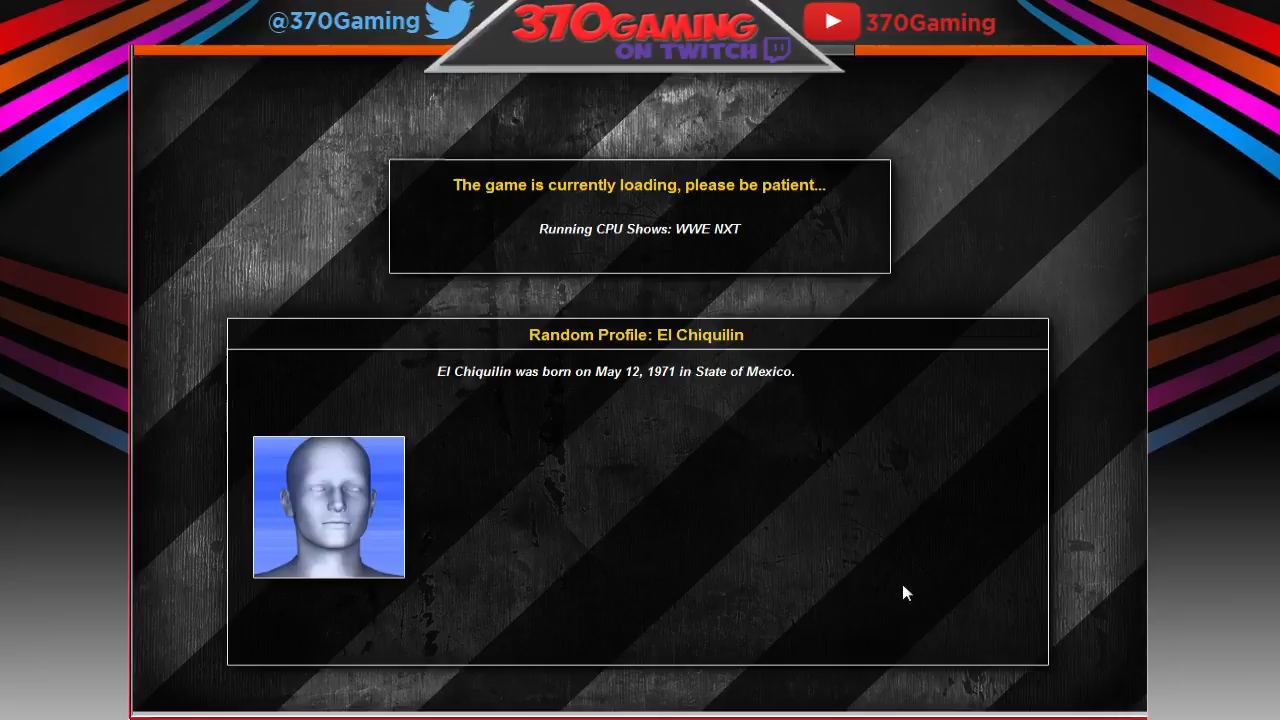 @370Gaming
370GAMING
ON TWITCH
370Gaming
The game is currently loading, please be patient...
Running CPU Shows: WWE NXT
Random Profile: El Chiquilin
El Chiquilin was born on May 12, 1971 in State of Mexico.